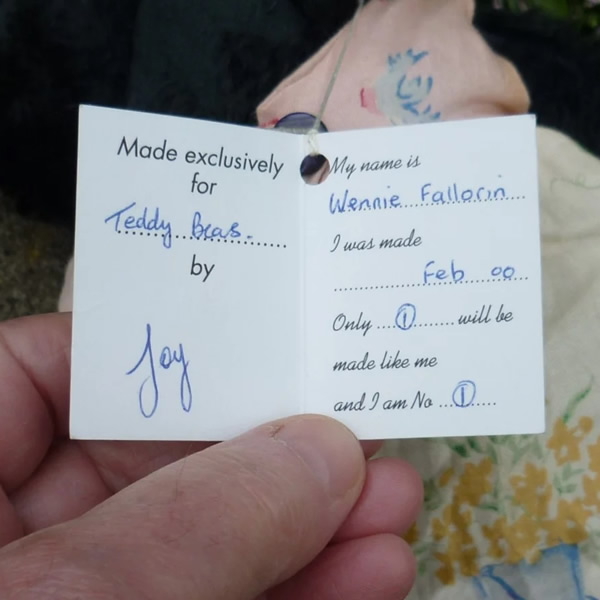 Made exclusively
for
Teddy Beas.
by
Joy
My name is
Wennie Fallorin
I was made
Feb 00
Only ① will be
made like me
and I am No ①